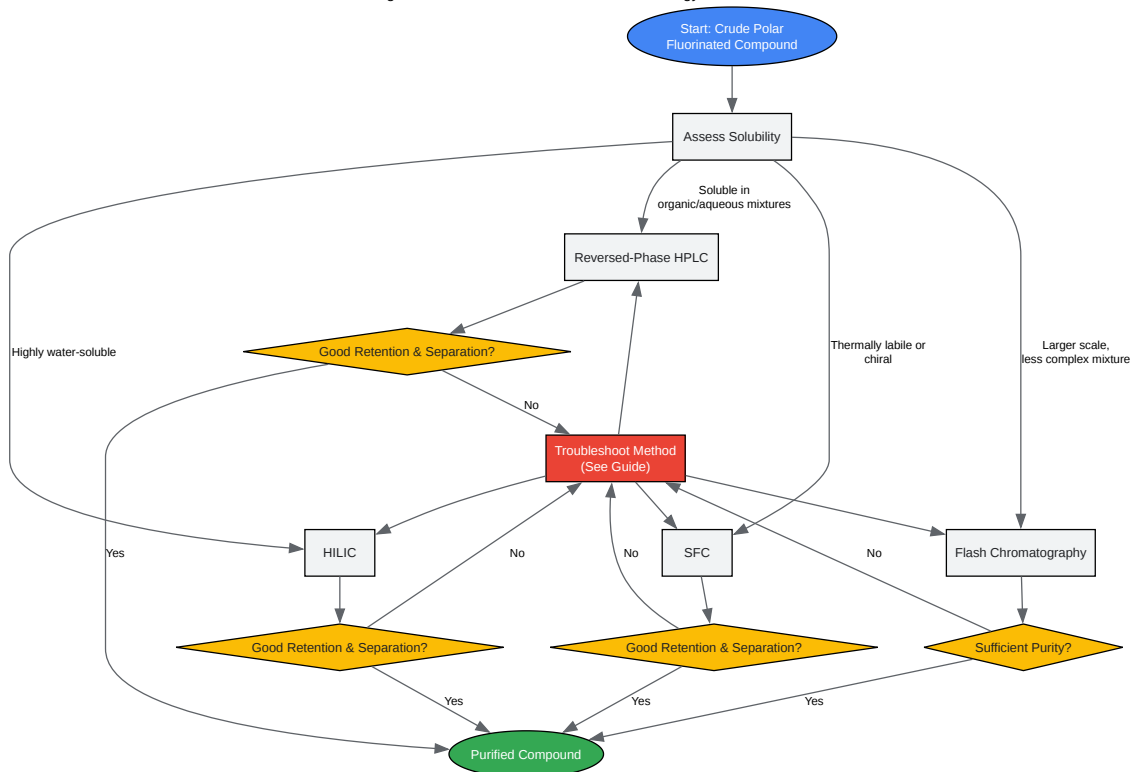 Start: Crude Polar
Fluorinated Compound
Assess Solubility
Soluble in
organic/aqueous mixtures
Reversed-Phase HPLC
Good Retention & Separation?
Highly water-soluble
Thermally labile or
chiral
Larger scale,
less complex mixture
No
Troubleshoot Method
(See Guide)
HILIC
SFC
Flash Chromatography
Yes
No
No
No
Good Retention & Separation?
Good Retention & Separation?
Sufficient Purity?
Yes
Yes
Yes
Purified Compound